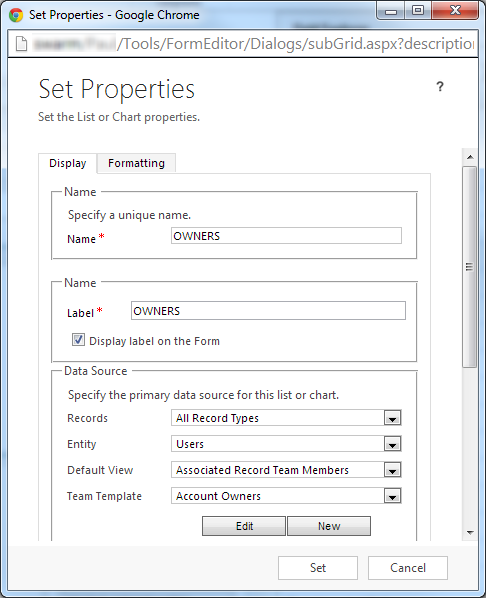 Set Properties - Google Chrome
/Tools/FormEditor/Dialogs/subGrid.aspx?description
Set Properties
?
Set the List or Chart properties.
Display Formatting
Name
Specify a unique name.
Name * OWNERS
Name
Label * OWNERS
Display label on the Form
Data Source
Specify the primary data source for this list or chart.
Records All Record Types
Entity Users
Default View Associated Record Team Members
Team Template Account Owners
Edit New
Set Cancel